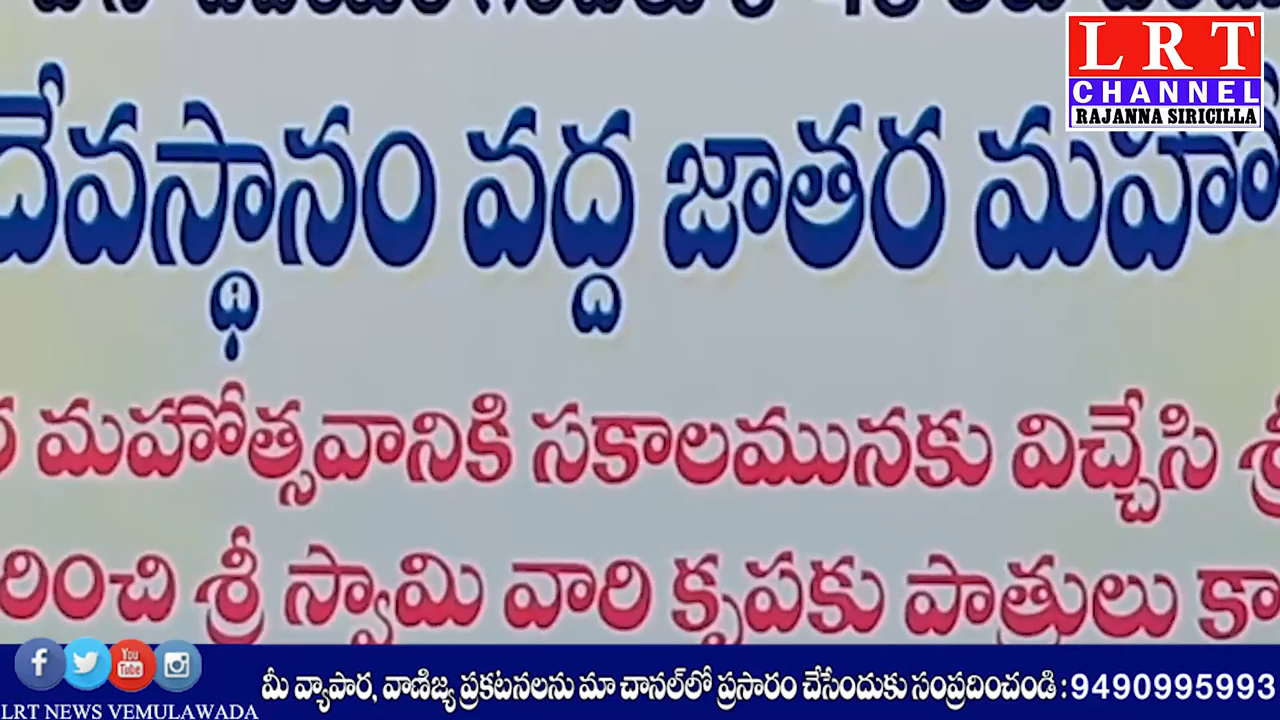 LRT
CHANNEL
RAJANNA SIRICILLA
దేవస్థానం వద్ద జాతర
మహోత్సవానికి సకాలమునకు విచ్చేసి శ్రీ
రించి శ్రీ స్వామి వారి కృపకు పాత్రులు కా
మీ వ్యాపార, వాణిజ్య ప్రకటనలను మా చానల్‌లో ప్రసారం చేసేందుకు సంప్రదించండి : 9490995993
LRT NEWS VEMULAWADA